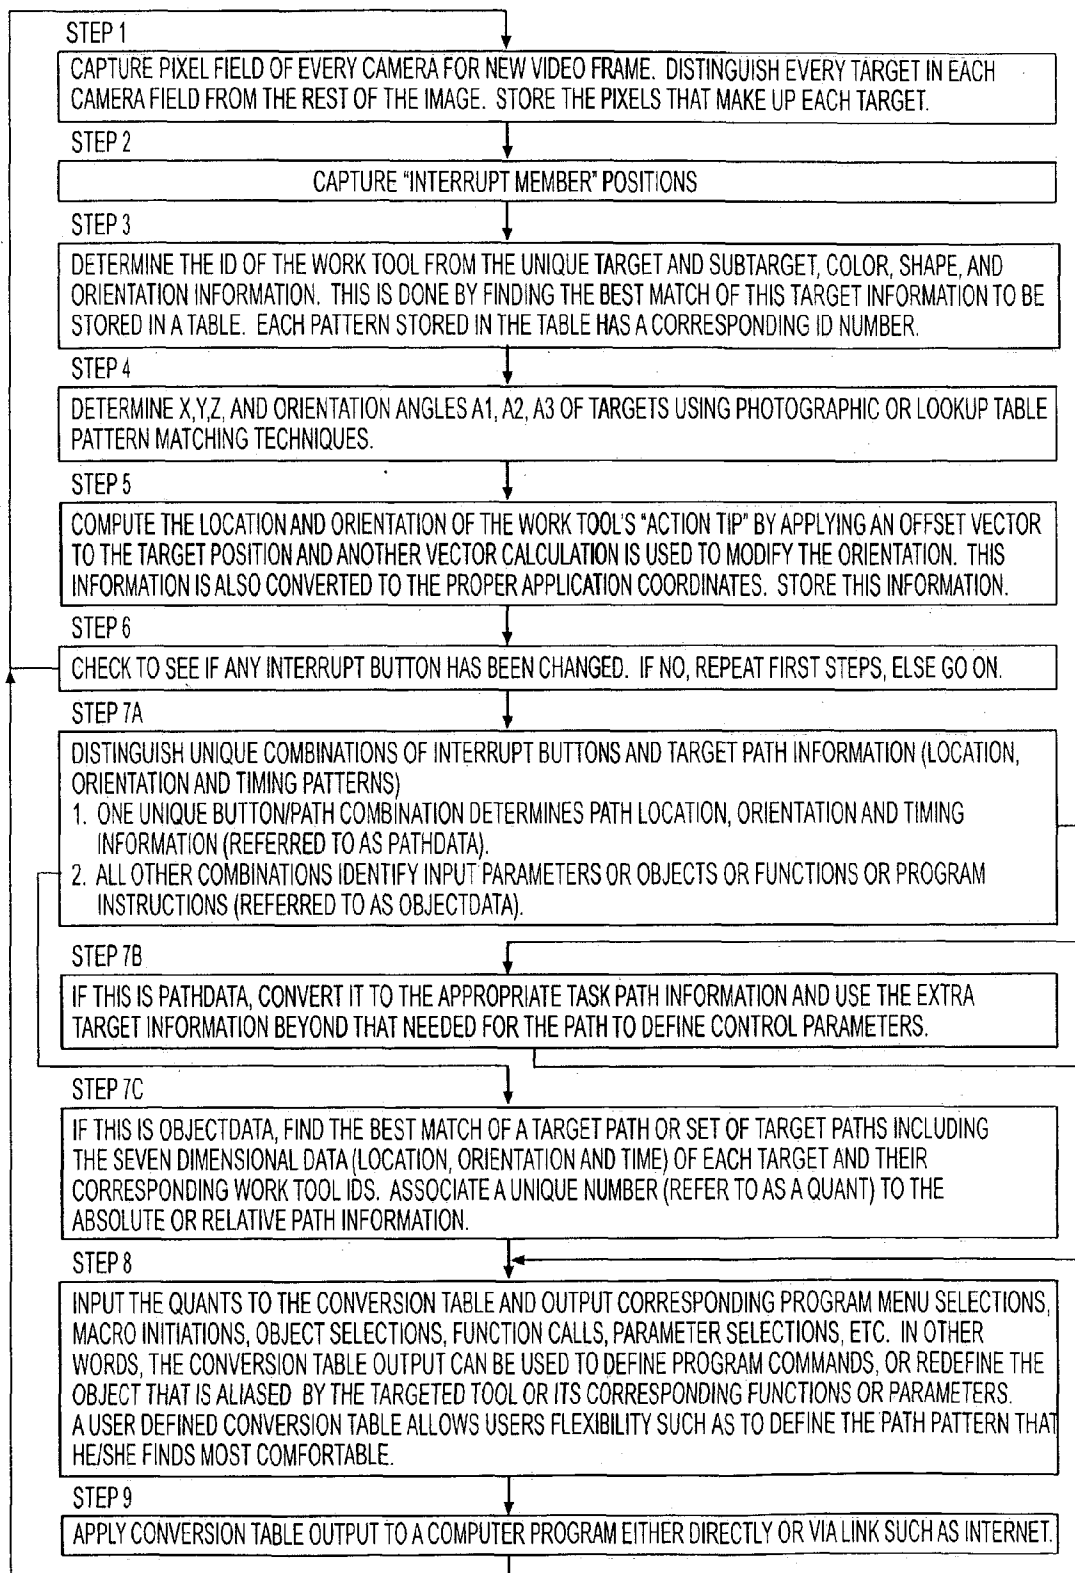 STEP 1
CAPTURE PIXEL FIELD OF EVERY CAMERA FOR NEW VIDEO FRAME. DISTINGUISH EVERY TARGET IN EACH
CAMERA FIELD FROM THE REST OF THE IMAGE. STORE THE PIXELS THAT MAKE UP EACH TARGET.
STEP 2
CAPTURE "INTERRUPT MEMBER" POSITIONS
STEP 3
DETERMINE THE ID OF THE WORK TOOL FROM THE UNIQUE TARGET AND SUBTARGET, COLOR, SHAPE, AND
ORIENTATION INFORMATION. THIS IS DONE BY FINDING THE BEST MATCH OF THIS TARGET INFORMATION TO BE
STORED IN A TABLE. EACH PATTERN STORED IN THE TABLE HAS A CORRESPONDING ID NUMBER.
STEP 4
DETERMINE X,Y,Z, AND ORIENTATION ANGLES A1, A2, A3 OF TARGETS USING PHOTOGRAPHIC OR LOOKUP TABLE
PATTERN MATCHING TECHNIQUES.
STEP 5
COMPUTE THE LOCATION AND ORIENTATION OF THE WORK TOOL'S "ACTION TIP" BY APPLYING AN OFFSET VECTOR
TO THE TARGET POSITION AND ANOTHER VECTOR CALCULATION IS USED TO MODIFY THE ORIENTATION. THIS
INFORMATION IS ALSO CONVERTED TO THE PROPER APPLICATION COORDINATES. STORE THIS INFORMATION.
STEP 6
CHECK TO SEE IF ANY INTERRUPT BUTTON HAS BEEN CHANGED. IF NO, REPEAT FIRST STEPS, ELSE GO ON.
STEP 7A
DISTINGUISH UNIQUE COMBINATIONS OF INTERRUPT BUTTONS AND TARGET PATH INFORMATION (LOCATION,
ORIENTATION AND TIMING PATTERNS)
1. ONE UNIQUE BUTTON/PATH COMBINATION DETERMINES PATH LOCATION, ORIENTATION AND TIMING
INFORMATION (REFERRED TO AS PATHDATA).
2. ALL OTHER COMBINATIONS IDENTIFY INPUT PARAMETERS OR OBJECTS OR FUNCTIONS OR PROGRAM
INSTRUCTIONS (REFERRED TO AS OBJECTDATA).
STEP 7B
IF THIS IS PATHDATA, CONVERT IT TO THE APPROPRIATE TASK PATH INFORMATION AND USE THE EXTRA
TARGET INFORMATION BEYOND THAT NEEDED FOR THE PATH TO DEFINE CONTROL PARAMETERS.
STEP 7C
IF THIS IS OBJECTDATA, FIND THE BEST MATCH OF A TARGET PATH OR SET OF TARGET PATHS INCLUDING
THE SEVEN DIMENSIONAL DATA (LOCATION, ORIENTATION AND TIME) OF EACH TARGET AND THEIR
CORRESPONDING WORK TOOL IDS. ASSOCIATE A UNIQUE NUMBER (REFER TO AS A QUANT) TO THE
ABSOLUTE OR RELATIVE PATH INFORMATION.
STEP 8
INPUT THE QUANTS TO THE CONVERSION TABLE AND OUTPUT CORRESPONDING PROGRAM MENU SELECTIONS,
MACRO INITIATIONS, OBJECT SELECTIONS, FUNCTION CALLS, PARAMETER SELECTIONS, ETC. IN OTHER
WORDS, THE CONVERSION TABLE OUTPUT CAN BE USED TO DEFINE PROGRAM COMMANDS, OR REDEFINE THE
OBJECT THAT IS ALIASED BY THE TARGETED TOOL OR ITS CORRESPONDING FUNCTIONS OR PARAMETERS.
A USER DEFINED CONVERSION TABLE ALLOWS USERS FLEXIBILITY SUCH AS TO DEFINE THE PATH PATTERN THAT
HE/SHE FINDS MOST COMFORTABLE.
STEP 9
APPLY CONVERSION TABLE OUTPUT TO A COMPUTER PROGRAM EITHER DIRECTLY OR VIA LINK SUCH AS INTERNET.